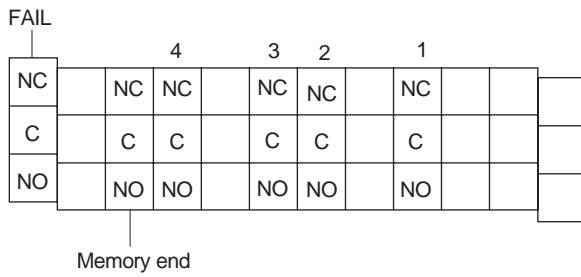 FAIL
4 3 2 1
NC NC NC NC NC NC
C C C C C C
NO NO NO NO NO NO
Memory end